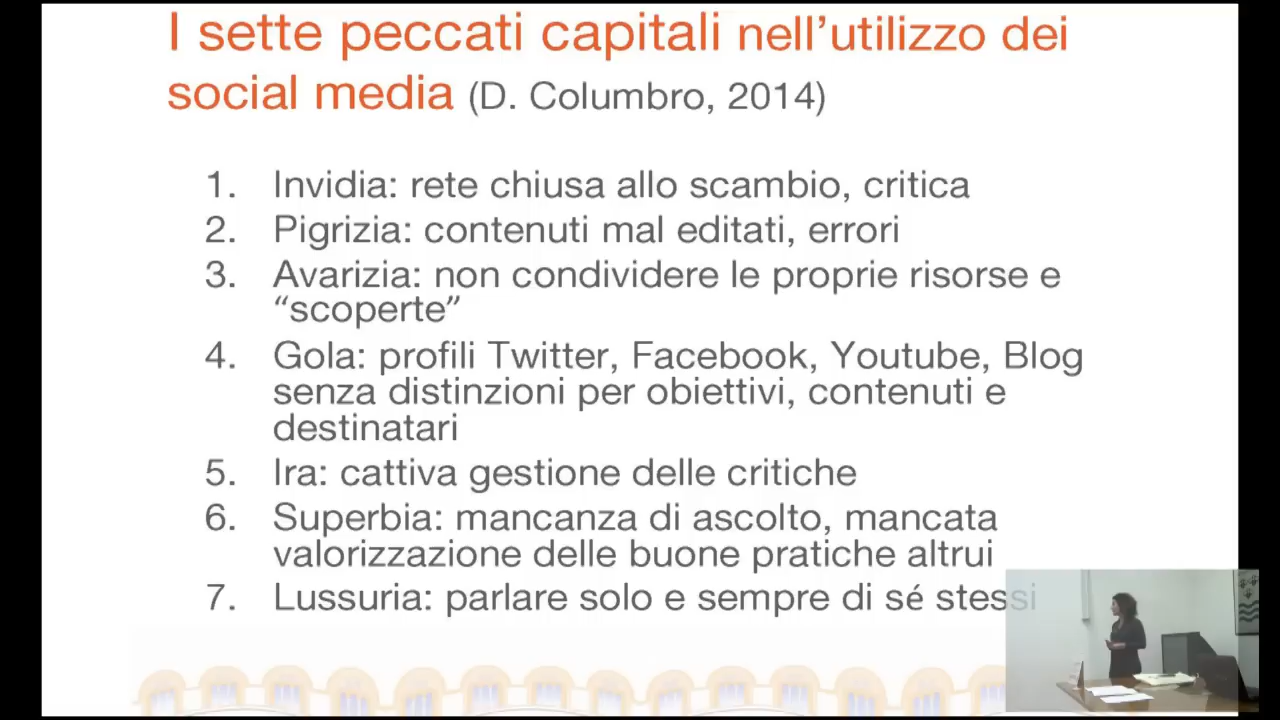 I sette peccati capitali nell’utilizzo dei
social media (D. Columbro, 2014)
1. Invidia: rete chiusa allo scambio, critica
2. Pigrizia: contenuti mal editati, errori
3. Avarizia: non condividere le proprie risorse e
“scoperte”
4. Gola: profili Twitter, Facebook, Youtube, Blog
senza distinzioni per obiettivi, contenuti e
destinatari
5. Ira: cattiva gestione delle critiche
6. Superbia: mancanza di ascolto, mancata
valorizzazione delle buone pratiche altrui
7. Lussuria: parlare solo e sempre di sé stessi